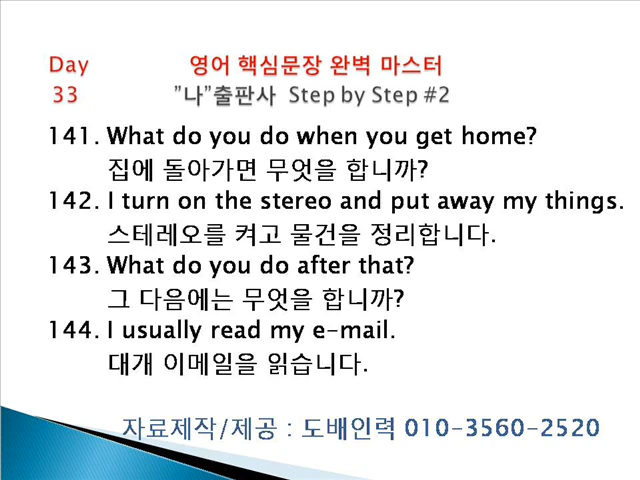 Day 영어 핵심문장 완벽 마스터
33 ”나”출판사 Step by Step #2
141. What do you do when you get home?
집에 돌아가면 무엇을 합니까?
142. I turn on the stereo and put away my things.
스테레오를 켜고 물건을 정리합니다.
143. What do you do after that?
그 다음에는 무엇을 합니까?
144. I usually read my e-mail.
대개 이메일을 읽습니다.
자료제작/제공 : 도배인력 010-3560-2520